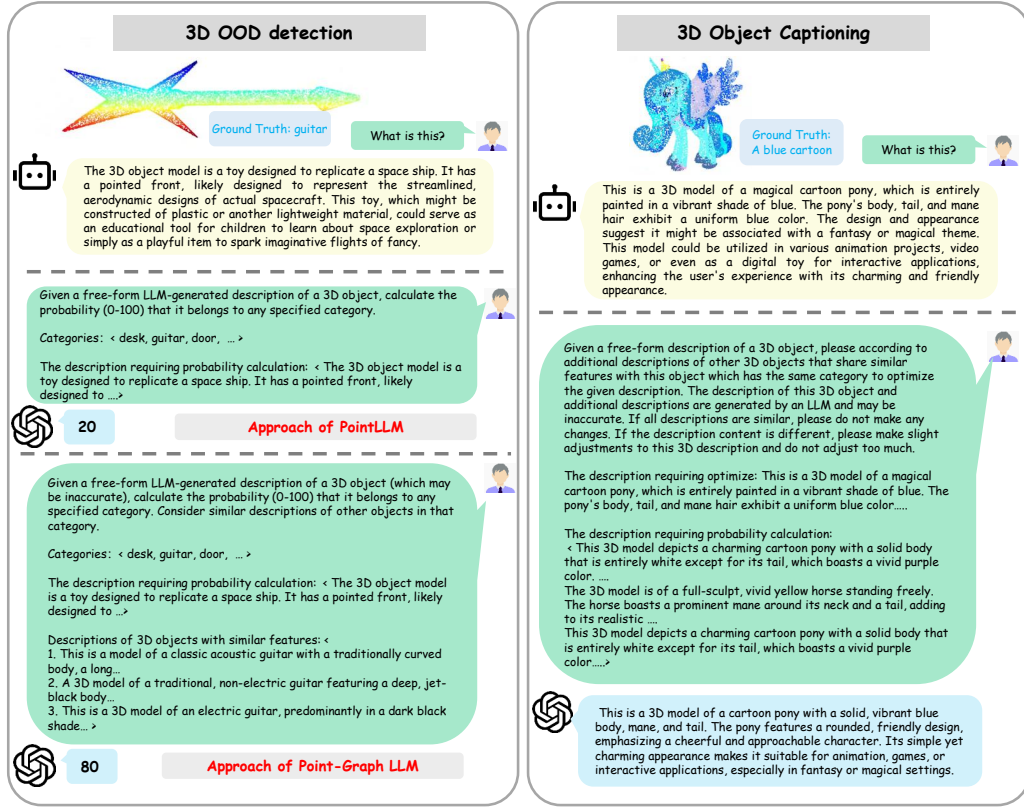 3D OOD detection
Ground Truth: guitar
What is this?
The 3D object model is a toy designed to replicate a space ship. It has
a pointed front, likely designed to represent the streamlined,
aerodynamic designs of actual spacecraft. This toy, which might be
constructed of plastic or another lightweight material, could serve as
an educational tool for children to learn about space exploration or
simply as a playful item to spark imaginative flights of fancy.
Given a free-form LLM-generated description of a 3D object, calculate the
probability (0-100) that it belongs to any specified category.
Categories: < desk, guitar, door, ... >
The description requiring probability calculation: < The 3D object model is a
toy designed to replicate a space ship. It has a pointed front, likely
designed to ....>
20
Approach of PointLLM
Given a free-form LLM-generated description of a 3D object (which may
be inaccurate), calculate the probability (0-100) that it belongs to any
specified category. Consider similar descriptions of other objects in that
category.
Categories: < desk, guitar, door, ... >
The description requiring probability calculation: < The 3D object model
is a toy designed to replicate a space ship. It has a pointed front, likely
designed to ...>
Descriptions of 3D objects with similar features: <
1. This is a model of a classic acoustic guitar with a traditionally curved
body, a long...
2. A 3D model of a traditional, non-electric guitar featuring a deep, jet-
black body...
3. This is a 3D model of an electric guitar, predominantly in a dark black
shade... >
80
Approach of Point-Graph LLM
3D Object Captioning
Ground Truth:
A blue cartoon
What is this?
This is a 3D model of a magical cartoon pony, which is entirely
painted in a vibrant shade of blue. The pony's body, tail, and mane
hair exhibit a uniform blue color. The design and appearance
suggest it might be associated with a fantasy or magical theme.
This model could be utilized in various animation projects, video
games, or even as a digital toy for interactive applications,
enhancing the user's experience with its charming and friendly
appearance.
Given a free-form description of a 3D object, please according to
additional descriptions of other 3D objects that share similar
features with this object which has the same category to optimize
the given description. The description of this 3D object and
additional descriptions are generated by an LLM and may be
inaccurate. If all descriptions are similar, please do not make any
changes. If the description content is different, please make slight
adjustments to this 3D description and do not adjust too much.
The description requiring optimize: This is a 3D model of a magical
cartoon pony, which is entirely painted in a vibrant shade of blue. The
pony's body, tail, and mane hair exhibit a uniform blue color.....
The description requiring probability calculation:
< This 3D model depicts a charming cartoon pony with a solid body
that is entirely white except for its tail, which boasts a vivid purple
color. ....
The 3D model is of a full-sculpt, vivid yellow horse standing freely.
The horse boasts a prominent mane around its neck and a tail, adding
to its realistic ....
This 3D model depicts a charming cartoon pony with a solid body that
is entirely white except for its tail, which boasts a vivid purple
color.....>
This is a 3D model of a cartoon pony with a solid, vibrant blue
body, mane, and tail. The pony features a rounded, friendly design,
emphasizing a cheerful and approachable character. Its simple yet
charming appearance makes it suitable for animation, games, or
interactive applications, especially in fantasy or magical settings.